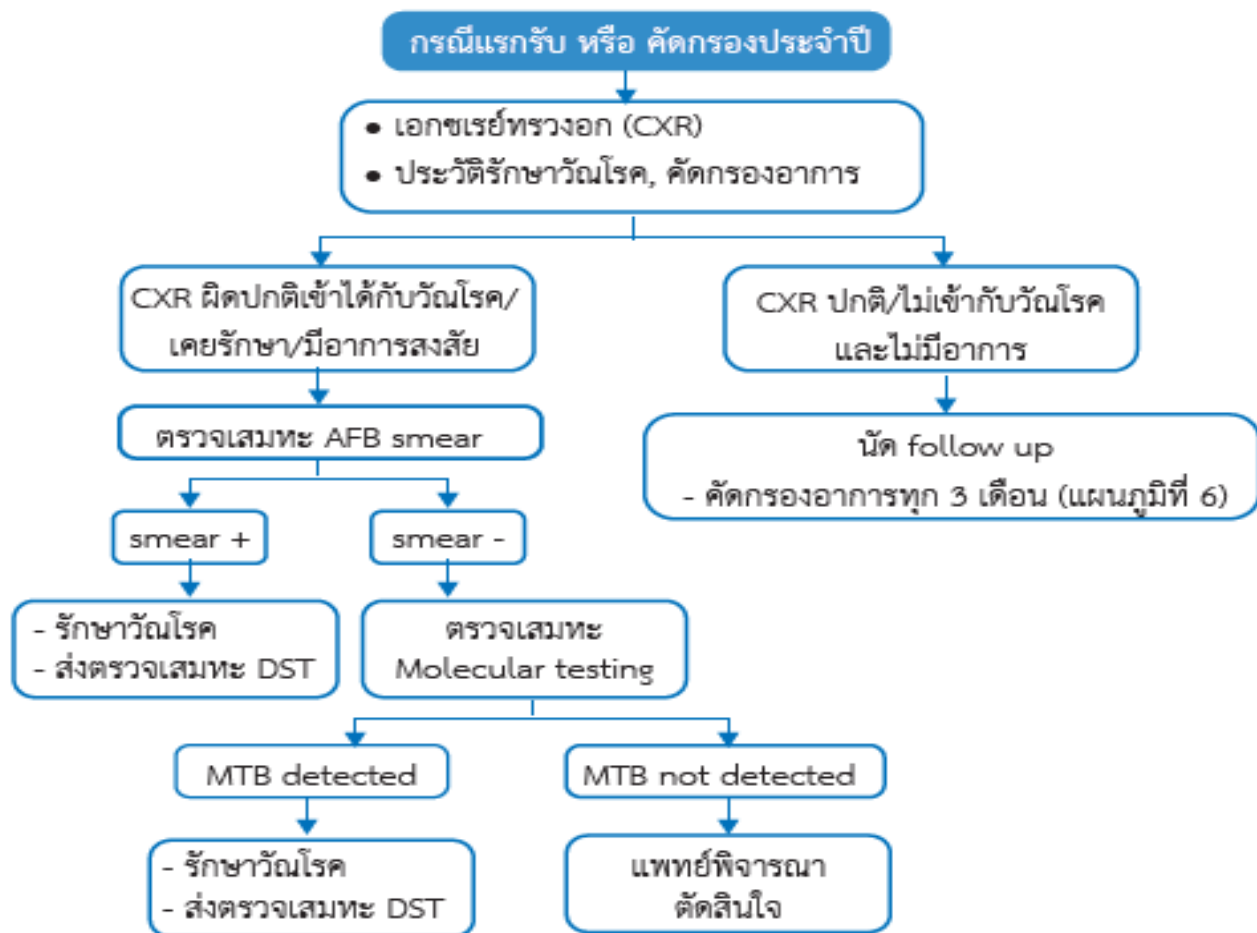 กรณีแรกรับ หรือ คัดกรองประจำปี
• เอกซเรย์ทรวงอก (CXR)
• ประวัติรักษาวัณโรค, คัดกรองอาการ
CXR ผิดปกติเข้าได้กับวัณโรค/
เคยรักษา/มีอาการสงสัย
CXR ปกติ/ไม่เข้ากับวัณโรค
และไม่มีอาการ
ตรวจเสมหะ AFB smear
นัด follow up
- คัดกรองอาการทุก 3 เดือน (แผนภูมิที่ 6)
smear +
smear -
- รักษาวัณโรค
- ส่งตรวจเสมหะ DST
ตรวจเสมหะ
Molecular testing
MTB detected
MTB not detected
- รักษาวัณโรค
- ส่งตรวจเสมหะ DST
แพทย์พิจารณา
ตัดสินใจ